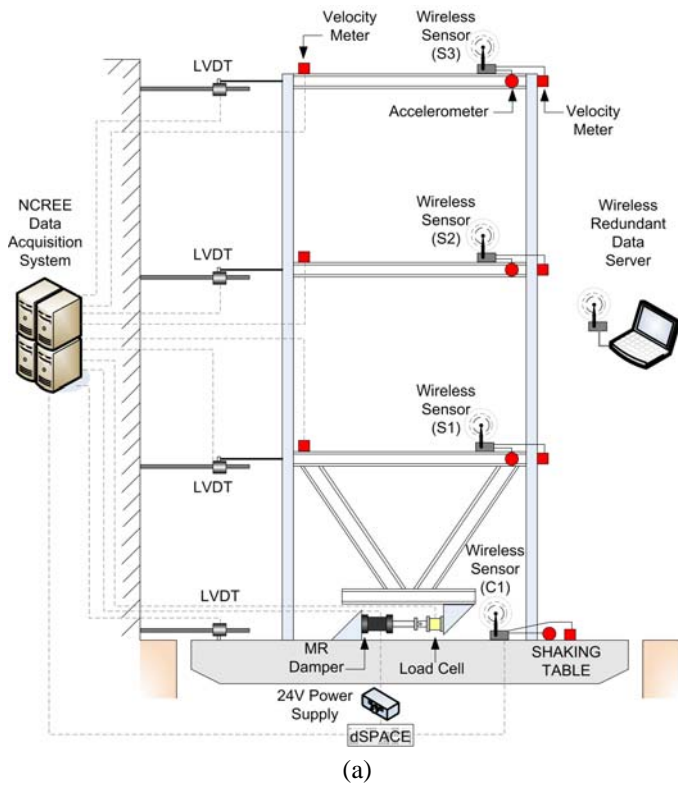 Velocity
Meter
Wireless
Sensor
(S3)
LVDT
Accelerometer
Velocity
Meter
NCREE
Data
Acquisition
System
Wireless
Sensor
(S2)
LVDT
Wireless
Redundant
Data
Server
Wireless
Sensor
(S1)
LVDT
Wireless
Sensor
(C1)
LVDT
MR
Damper
Load Cell
SHAKING
TABLE
24V Power
Supply
dSPACE
(a)